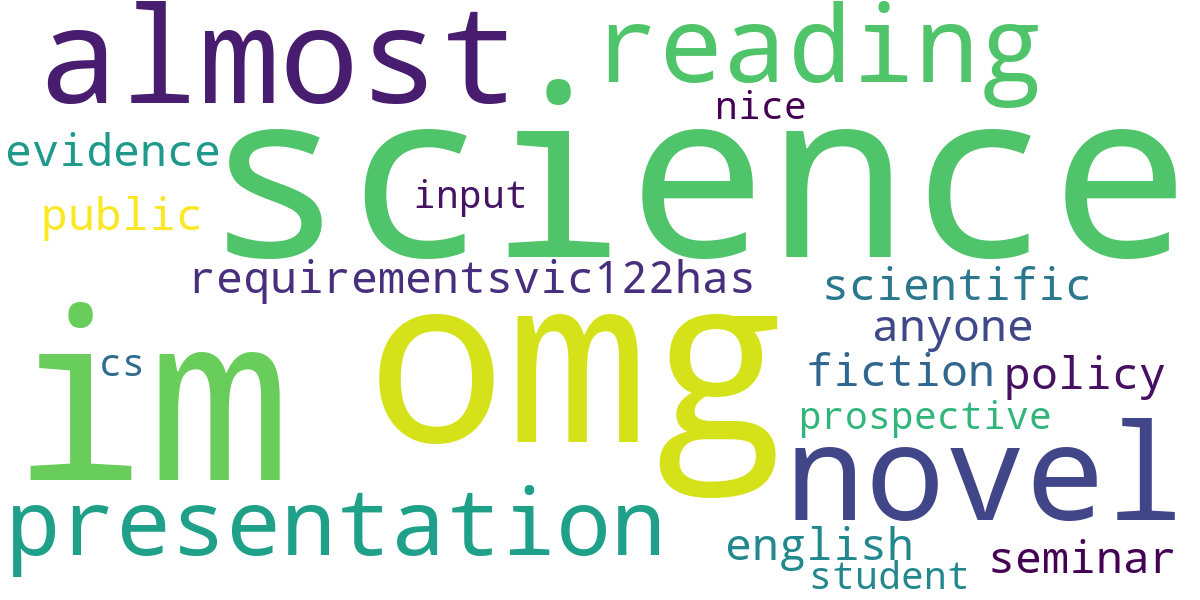 almost
reading
science
nice
evidence
input
public
requirementsvic122has
scientific
im
omg
anyone
cs
fiction
policy
prospective
novel
presentation
english
seminar
student